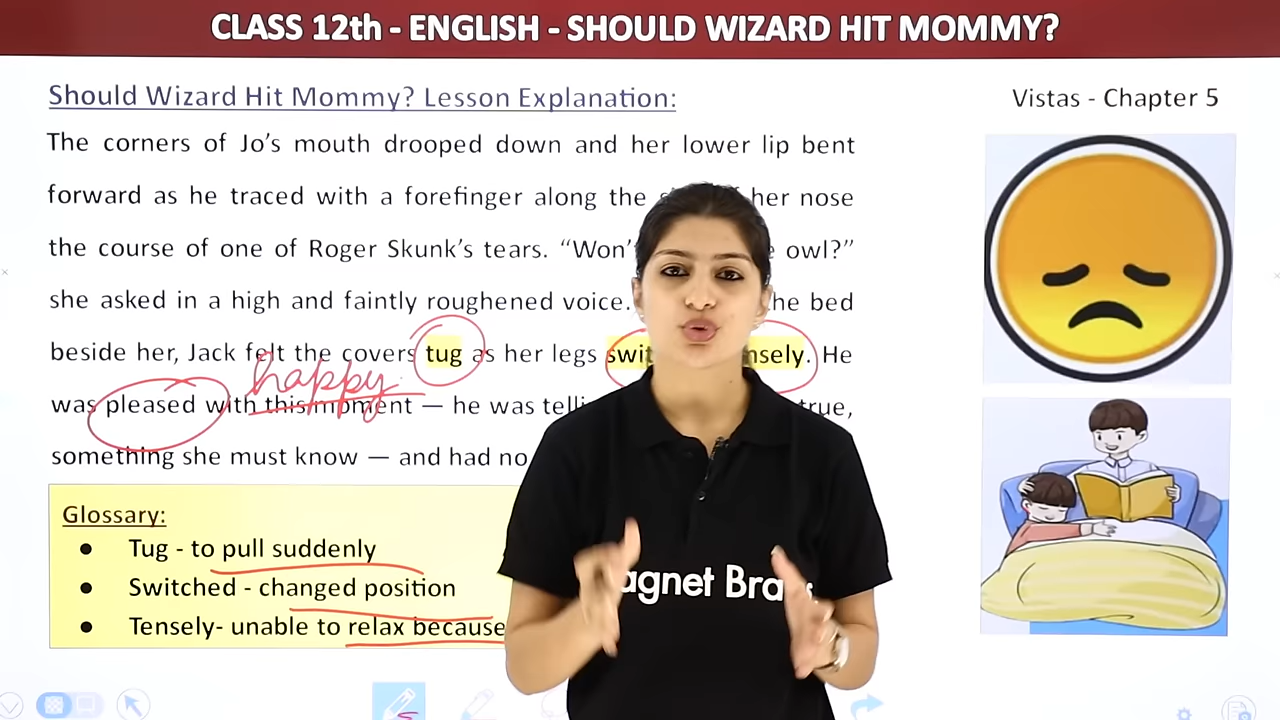 CLASS 12th - ENGLISH - SHOULD WIZARD HIT MOMMY?
Should Wizard Hit Mommy? Lesson Explanation:
Vistas - Chapter 5
The corners of Jo’s mouth drooped down and her lower lip bent
forward as he traced with a forefinger along the her nose
the course of one of Roger Skunk’s tears. “Won’ owl?”
she asked in a high and faintly roughened voice. he bed
beside her, Jack felt the covers tug as her legs swit nsely. He
happy
was pleased with this moment — he was tell true,
something she must know — and had no
Glossary:
● Tug - to pull suddenly
● Switched - changed position
● Tensely- unable to relax because
agnet Bra